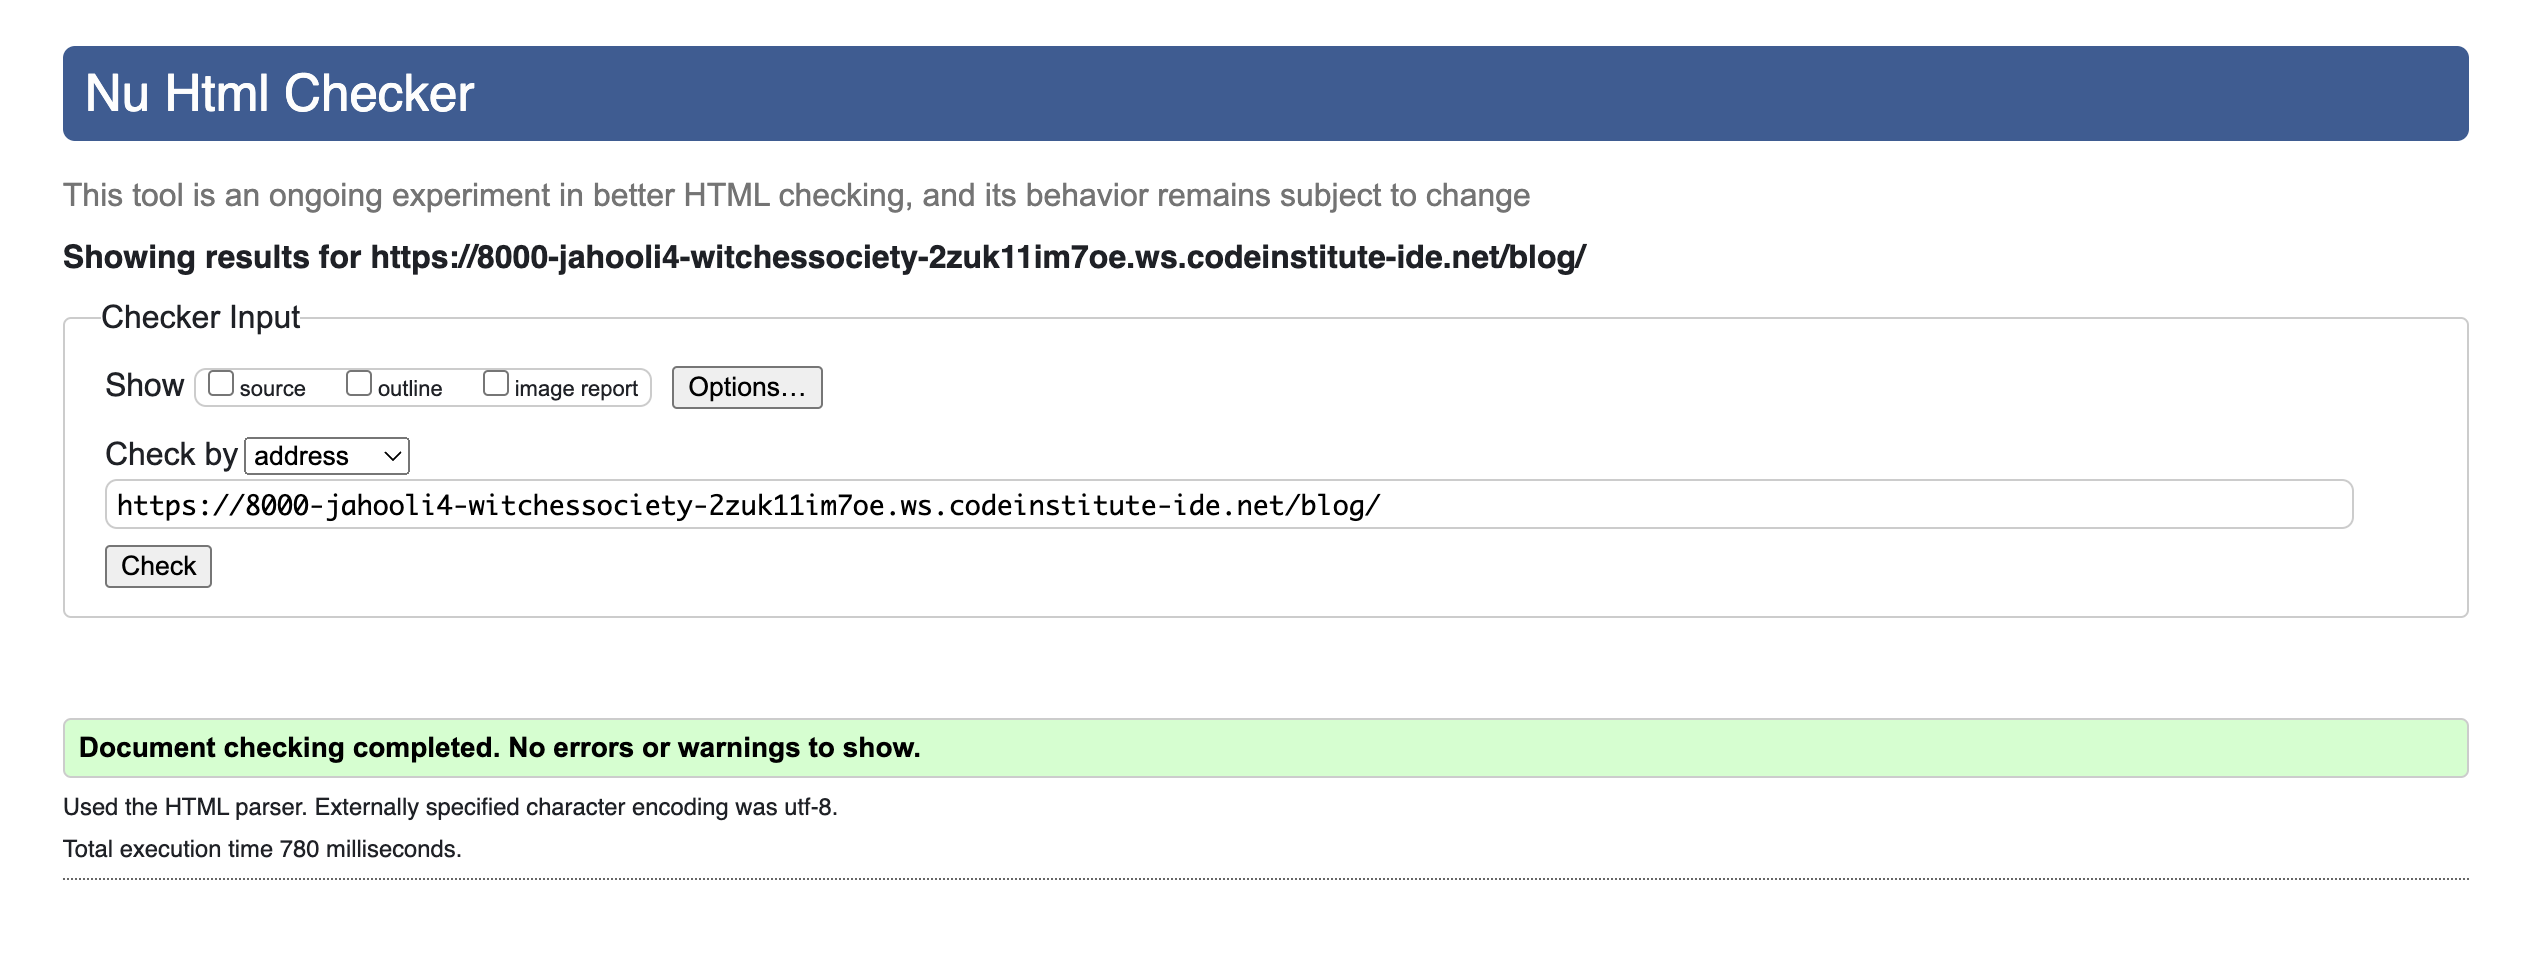 Nu Html Checker
This tool is an ongoing experiment in better HTML checking, and its behavior remains subject to change
Showing results for https://8000-jahooli4-witchessociety-2zuk11im7oe.ws.codeinstitute-ide.net/blog/
Checker Input
Show source outline image report Options...
Check by address
https://8000-jahooli4-witchessociety-2zuk11im7oe.ws.codeinstitute-ide.net/blog/
Check
Document checking completed. No errors or warnings to show.
Used the HTML parser. Externally specified character encoding was utf-8.
Total execution time 780 milliseconds.